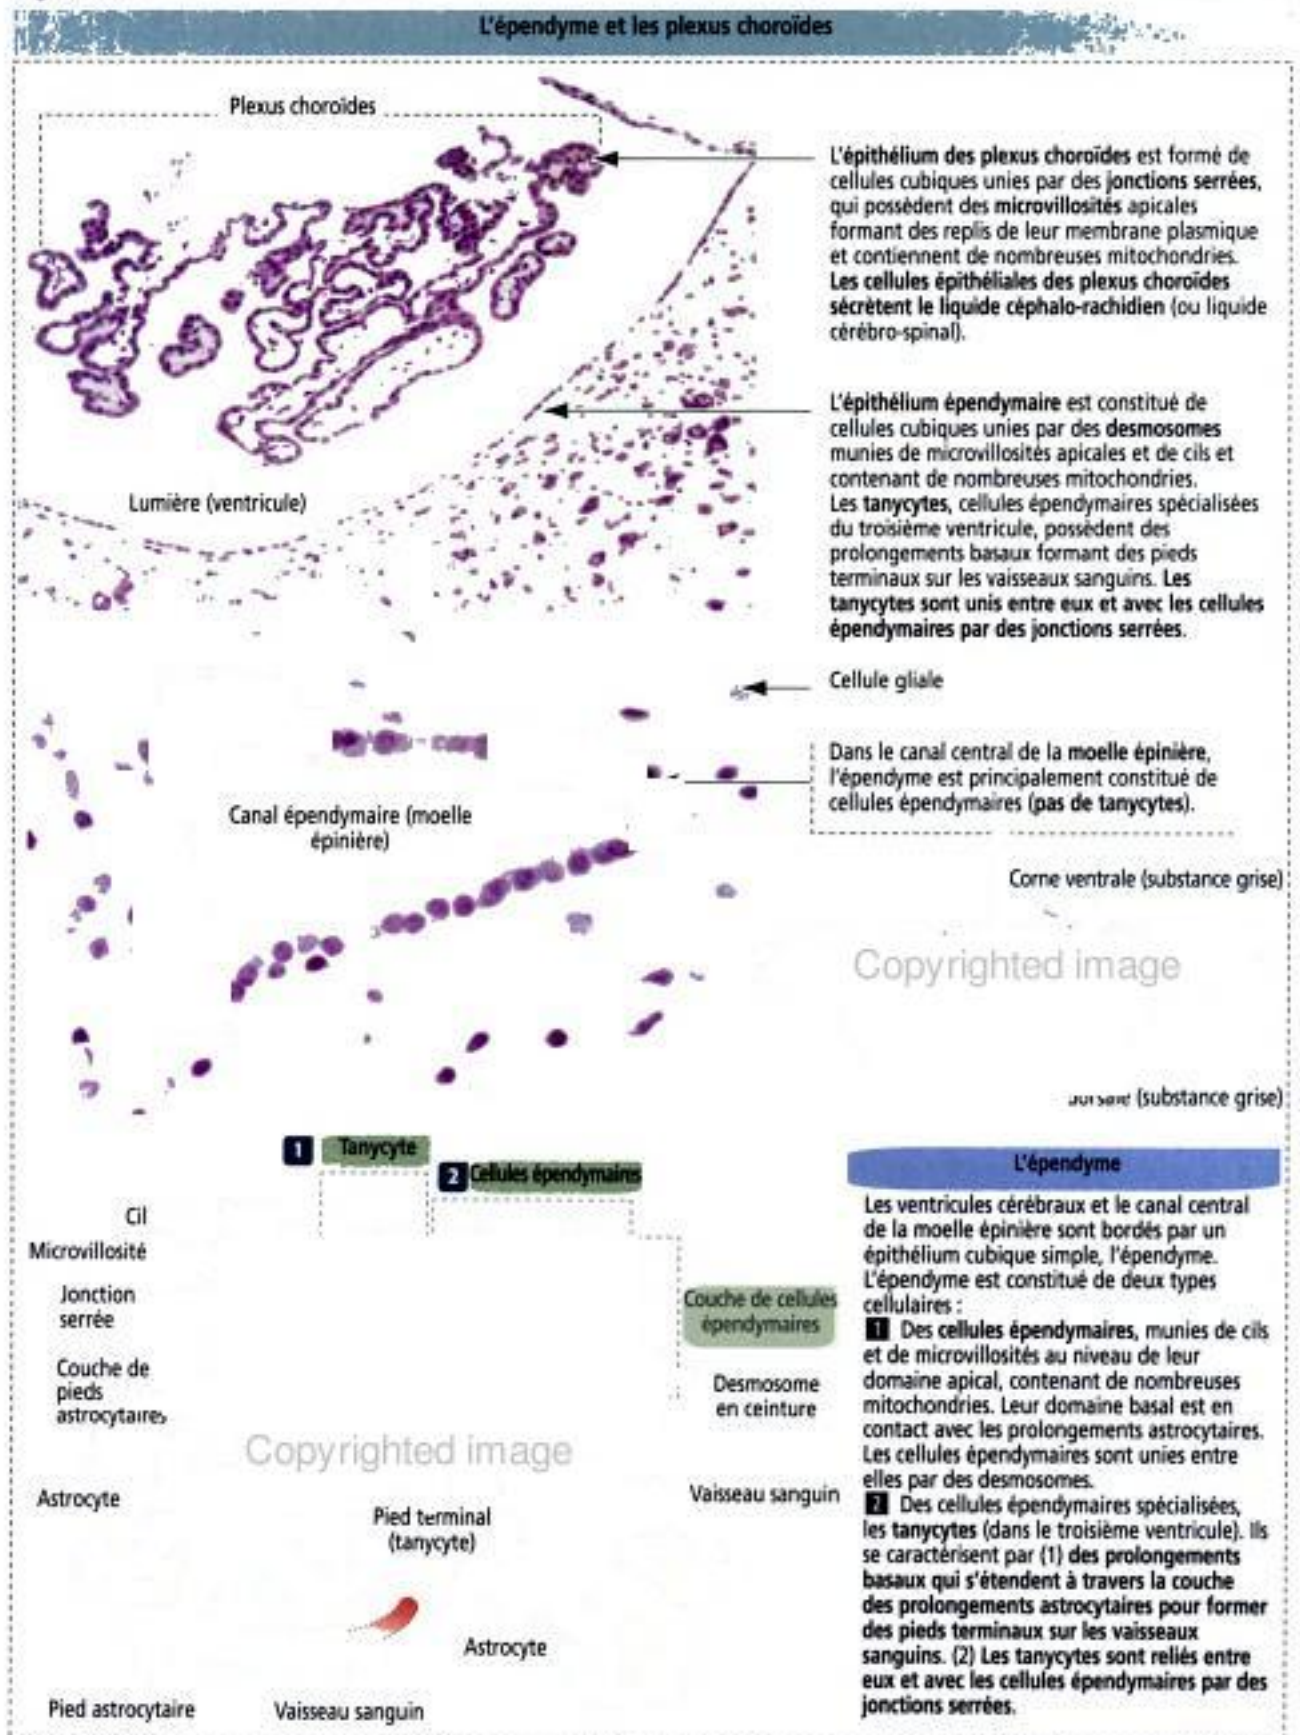 L'épendyme et les plexus choroïdes
Plexus choroïdes
L'épithélium des plexus choroïdes est formé de
cellules cubiques unies par des jonctions serrées,
qui possèdent des microvillosités apicales
formant des replis de leur membrane plasmique
et contiennent de nombreuses mitochondries.
Les cellules épithéliales des plexus choroïdes
sécrètent le liquide céphalo-rachidien (ou liquide
cérébro-spinal).
L'épithélium épendymaire est constitué de
cellules cubiques unies par des desmosomes
munies de microvillosités apicales et de cils et
contenant de nombreuses mitochondries.
Les tanycytes, cellules épendymaires spécialisées
du troisième ventricule, possèdent des
prolongements basaux formant des pieds
terminaux sur les vaisseaux sanguins. Les
tanycytes sont unis entre eux et avec les cellules
épendymaires par des jonctions serrées.
Lumière (ventricule)
Cellule gliale
Dans le canal central de la moelle épinière,
l'épendyme est principalement constitué de
cellules épendymaires (pas de tanycytes).
Canal épendymaire (moelle
épinière)
Corne ventrale (substance grise)
Copyrighted image
(substance grise)
1 Tanycyte
2 Cellules épendymaires
Cil
Microvillosité
Jonction
serrée
Couche de
pieds
astrocytaires
Astrocyte
Couche de cellules
épendymaires
Desmosome
en ceinture
Vaisseau sanguin
Copyrighted image
Pied terminal
(tanycyte)
Astrocyte
Pied astrocytaire
Vaisseau sanguin
L'épendyme
Les ventricules cérébraux et le canal central
de la moelle épinière sont bordés par un
épithélium cubique simple, l'épendyme.
L'épendyme est constitué de deux types
cellulaires :
1 Des cellules épendymaires, munies de cils
et de microvillosités au niveau de leur
domaine apical, contenant de nombreuses
mitochondries. Leur domaine basal est en
contact avec les prolongements astrocytaires.
Les cellules épendymaires sont unies entre
elles par des desmosomes.
2 Des cellules épendymaires spécialisées,
les tanycytes (dans le troisième ventricule). Ils
se caractérisent par (1) des prolongements
basaux qui s'étendent à travers la couche
des prolongements astrocytaires pour former
des pieds terminaux sur les vaisseaux
sanguins. (2) Les tanycytes sont reliés entre
eux et avec les cellules épendymaires par des
jonctions serrées.